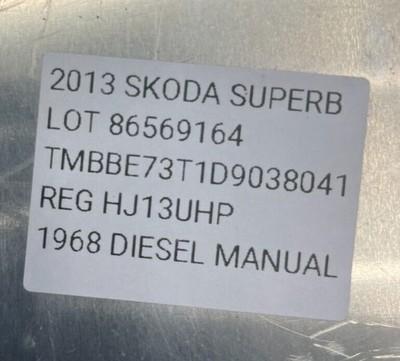 2013 SKODA SUPERB
LOT 86569164
TMBBE73T1D9038041
REG HJ13UHP
1968 DIESEL MANUAL